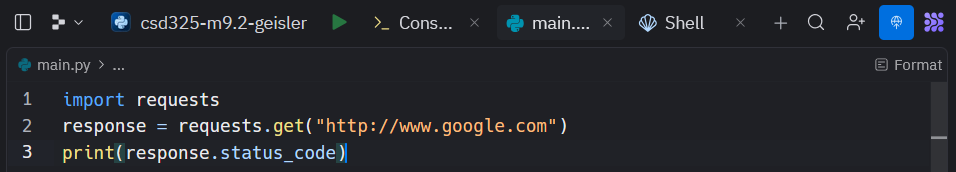 csd325-m9.2-geisler
Cons...
main....
Shell
main.py > ...
Format
1 import requests
2 response = requests.get("http://www.google.com")
3 print(response.status_code)